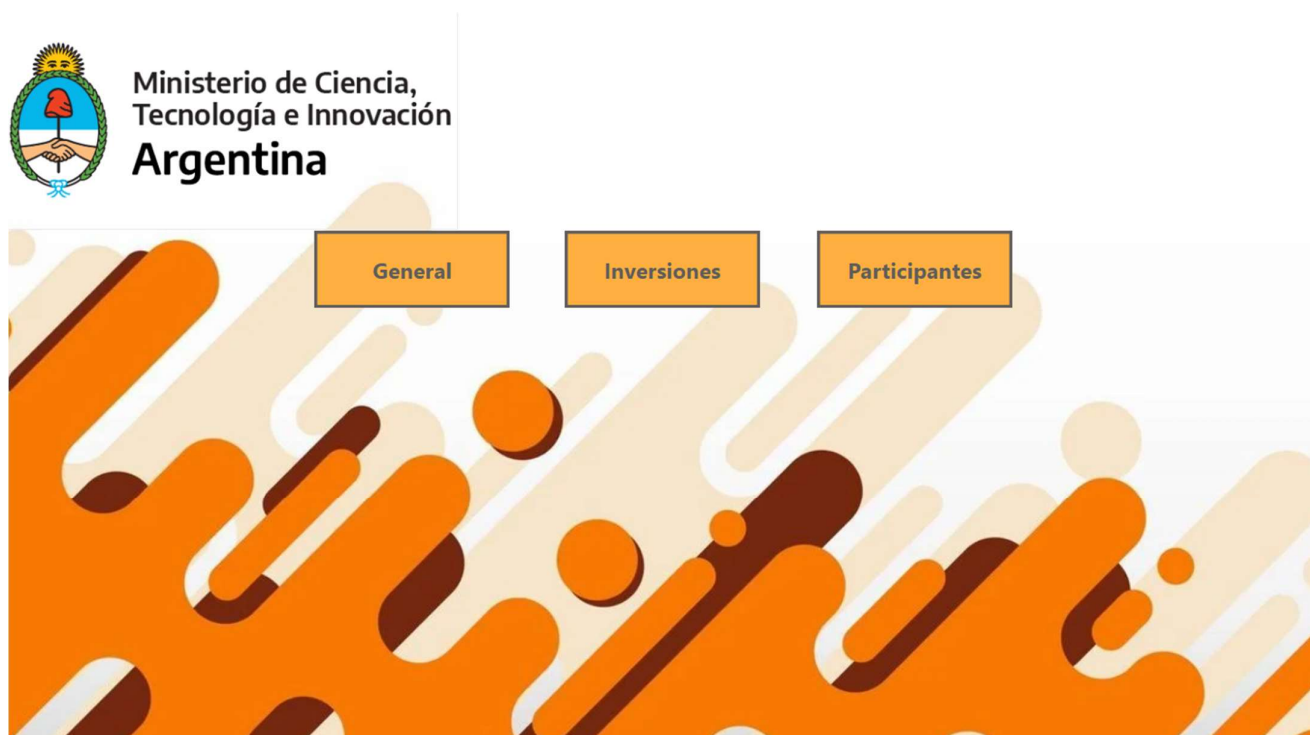 Ministerio de Ciencia,
Tecnología e Innovación
Argentina
General
Inversiones
Participantes